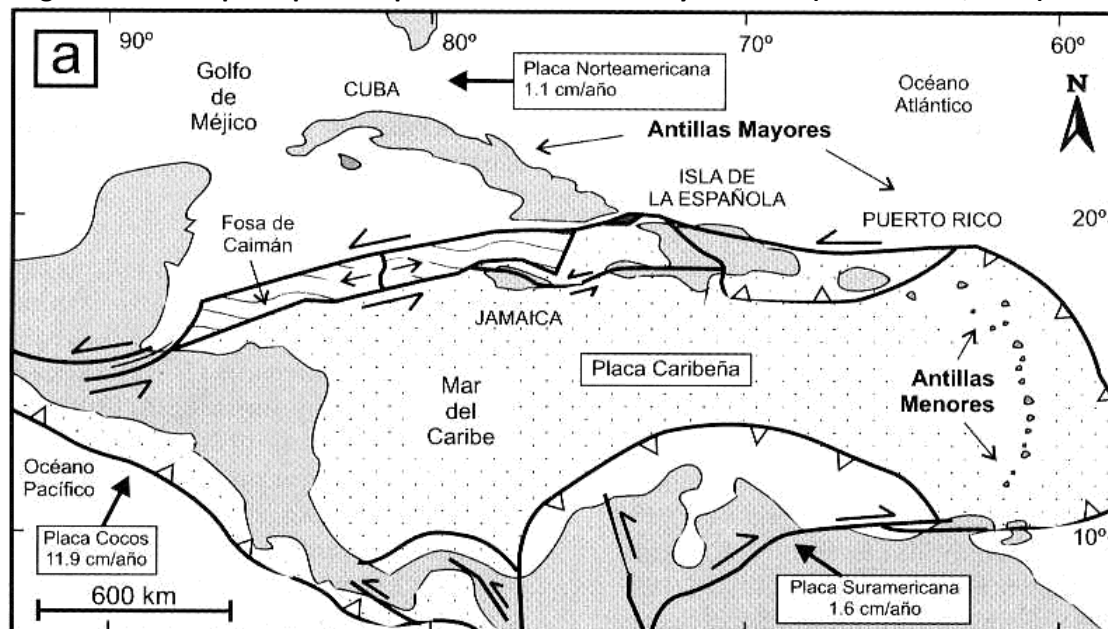 a
90º
80º
70º
60º
Golfo
de
Méjico
CUBA
Placa Norteamericana
1.1 cm/año
Océano
Atlántico
N
Antillas Mayores
ISLA DE
LA ESPAÑOLA
PUERTO RICO
20º
Fosa de
Caimán
JAMAICA
Placa Caribeña
Mar
del
Caribe
Antillas
Menores
Océano
Pacífico
Placa Cocos
11.9 cm/año
10º
Placa Suramericana
1.6 cm/año
600 km